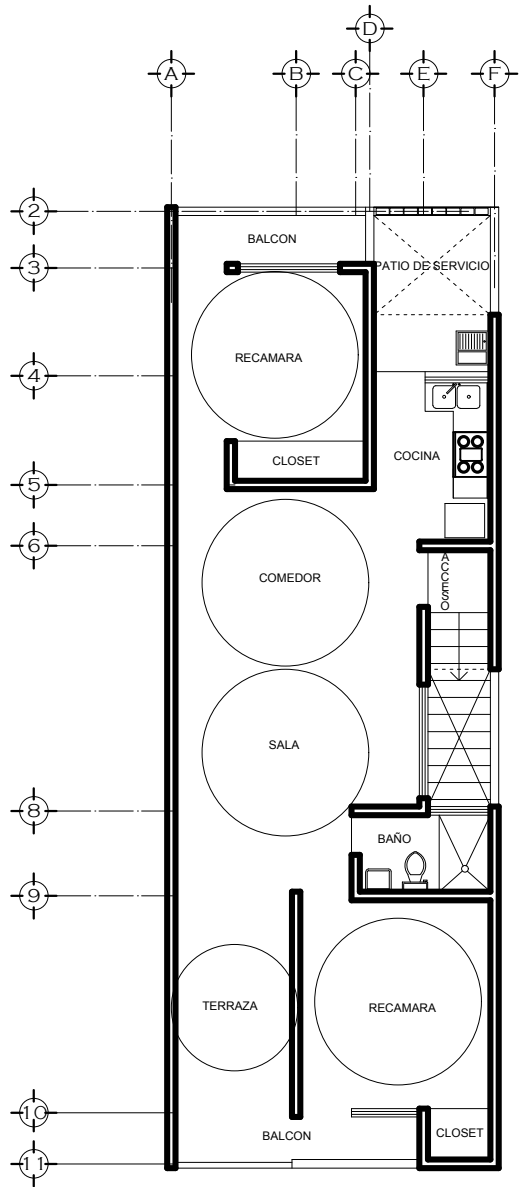 D
A
B
C
E
F
2
BALCON
3
PATIO DE SERVICIO
RECAMARA
4
COCINA
CLOSET
5
6
ACCESO
COMEDOR
SALA
8
BAÑO
9
TERRAZA
RECAMARA
10
CLOSET
BALCON
11